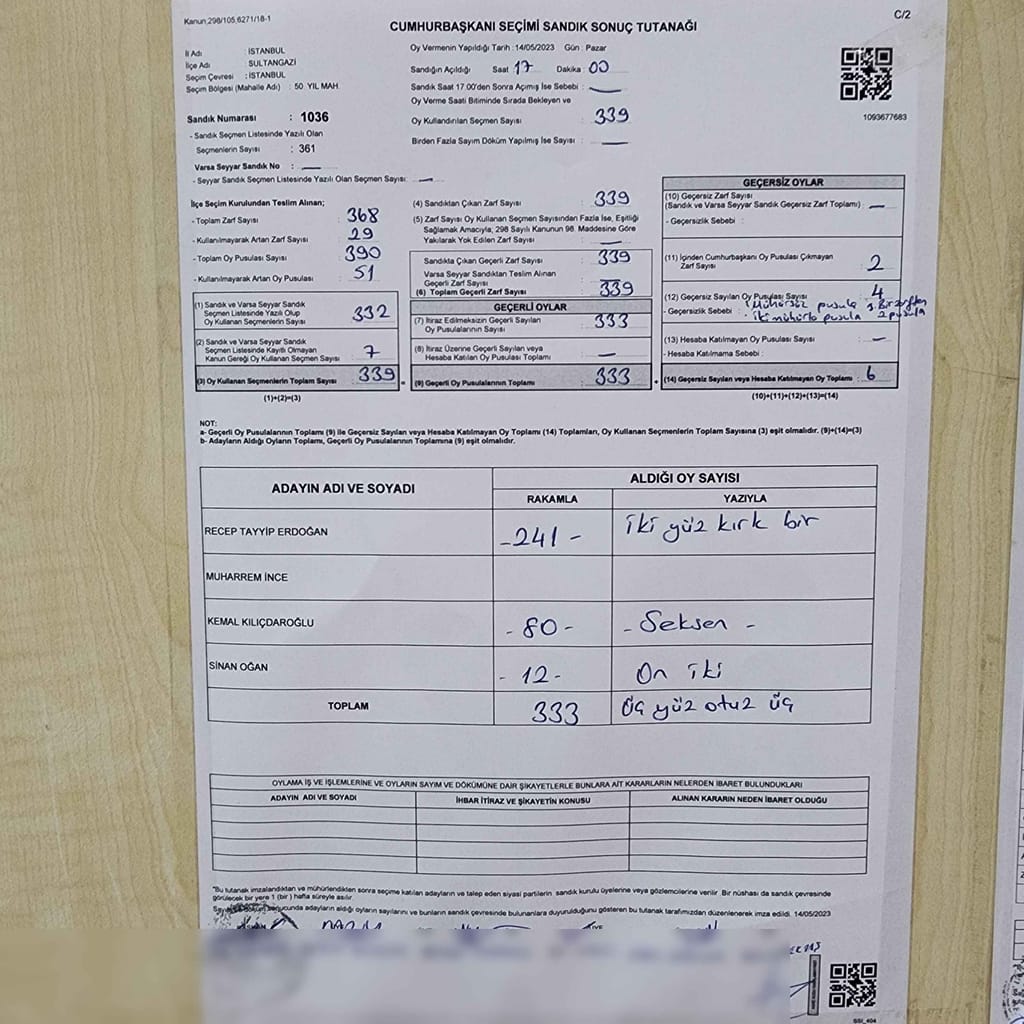 Kanun,298/105,6271/18-1
C/2
CUMHURBAŞKANI SEÇİMİ SANDIK SONUÇ TUTANAĞI
İl Adı : İSTANBUL
İlçe Adı : SULTANGAZİ
Seçim Çevresi : İSTANBUL
Seçim Bölgesi (Mahalle Adı) : 50. YIL MAH.
Sandık Numarası : 1036
- Sandık Seçmen Listesinde Yazılı Olan
Seçmenlerin Sayısı : 361
Varsa Seyyar Sandık No : —
- Seyyar Sandık Seçmen Listesinde Yazılı Olan Seçmen Sayısı: —
Oy Vermenin Yapıldığı Tarih :14/05/2023 Gün : Pazar
Sandığın Açıldığı Saat 17 Dakika : 00
Sandık Saat 17.00'den Sonra Açımış İse Sebebi : —
Oy Verme Saati Bitiminde Sırada Bekleyen ve
Oy Kullandırılan Seçmen Sayısı : 339
Birden Fazla Sayım Döküm Yapılmış İse Sayısı : —
1093677683
İlçe Seçim Kurulundan Teslim Alınan;
- Toplam Zarf Sayısı : 368
- Kullanılmayarak Artan Zarf Sayısı : 29
- Toplam Oy Pusulası Sayısı : 390
- Kullanılmayarak Artan Oy Pusulası : 51
(1) Sandık ve Varsa Seyyar Sandık
Seçmen Listesinde Yazılı Olup
Oy Kullanan Seçmenlerin Sayısı : 332
(2) Sandık ve Varsa Seyyar Sandık
Seçmen Listesinde Kayıtlı Olmayan
Kanun Gereği Oy Kullanan Seçmen Sayısı : 7
(3) Oy Kullanan Seçmenlerin Toplam Sayısı : 339
(1)+(2)=(3)
(4) Sandıktan Çıkan Zarf Sayısı : 339
(5) Zarf Sayısı Oy Kullanan Seçmen Sayısından Fazla İse, Eşitliği
Sağlamak Amacıyla; 298 Sayılı Kanunun 98. Maddesine Göre
Yakılarak Yok Edilen Zarf Sayısı : —
Sandıkta Çıkan Geçerli Zarf Sayısı : 339
Varsa Seyyar Sandıktan Teslim Alınan
Geçerli Zarf Sayısı :
(6) Toplam Geçerli Zarf Sayısı : 339
GEÇERLİ OYLAR
(7) İtiraz Edilmeksizin Geçerli Sayılan
Oy Pusulalarının Sayısı : 333
(8) İtiraz Üzerine Geçerli Sayılan veya
Hesaba Katılan Oy Pusulası Toplamı : —
(9) Geçerli Oy Pusulalarının Toplamı : 333
GEÇERSİZ OYLAR
(10) Geçersiz Zarf Sayısı
(Sandık ve Varsa Seyyar Sandık Geçersiz Zarf Toplamı) : —
- Geçersizlik Sebebi :
(11) İçinden Cumhurbaşkanı Oy Pusulası Çıkmayan
Zarf Sayısı : 2
(12) Geçersiz Sayılan Oy Pusulası Sayısı : 4
- Geçersizlik Sebebi : Mühürsüz pusula
iki mühürlü pusula 2 pusula
(13) Hesaba Katılmayan Oy Pusulası Sayısı : —
- Hesaba Katılmama Sebebi :
(14) Geçersiz Sayılan veya Hesaba Katılmayan Oy Toplamı : 6
(10)+(11)+(12)+(13)=(14)
NOT:
a- Geçerli Oy Pusulalarının Toplamı (9) ile Geçersiz Sayılan veya Hesaba Katılmayan Oy Toplamı (14) Toplamları, Oy Kullanan Seçmenlerin Toplam Sayısına (3) eşit olmalıdır. (9)+(14)=(3)
b- Adayların Aldığı Oyların Toplamı, Geçerli Oy Pusulalarının Toplamına (9) eşit olmalıdır.
ADAYIN ADI VE SOYADI ALDIĞI OY SAYISI
RAKAMLA YAZIYLA
RECEP TAYYİP ERDOĞAN -241- iki yüz kırk bir
MUHARREM İNCE
KEMAL KILIÇDAROĞLU -80- - Seksen -
SİNAN OĞAN -12- On iki
TOPLAM 333 Üç yüz otuz üç
OYLAMA İŞ VE İŞLEMLERİNE VE OYLARIN SAYIM VE DÖKÜMÜNE DAİR ŞİKAYETLERLE BUNLARA AİT KARARLARIN NELERDEN İBARET BULUNDUKLARI
ADAYIN ADI VE SOYADI İHBAR İTİRAZ VE ŞİKAYETİN KONUSU ALINAN KARARIN NEDEN İBARET OLDUĞU
"Bu tutanak imzalandıktan ve mühürlendikten sonra seçime katılan adayların ve talep eden siyasi partilerin sandık kurulu üyelerine veya gözlemcilerine verilir. Bir nüshası da sandık çevresinde
görülecek bir yere 1 (bir) hafta süreyle asılır.
sonucunda adayların aldığı oyların sayılarını ve bunların sandık çevresinde bulunanlara duyurulduğunu gösteren bu tutanak tarafımızdan düzenlenerek imza edildi. 14/05/2023
SSI_404